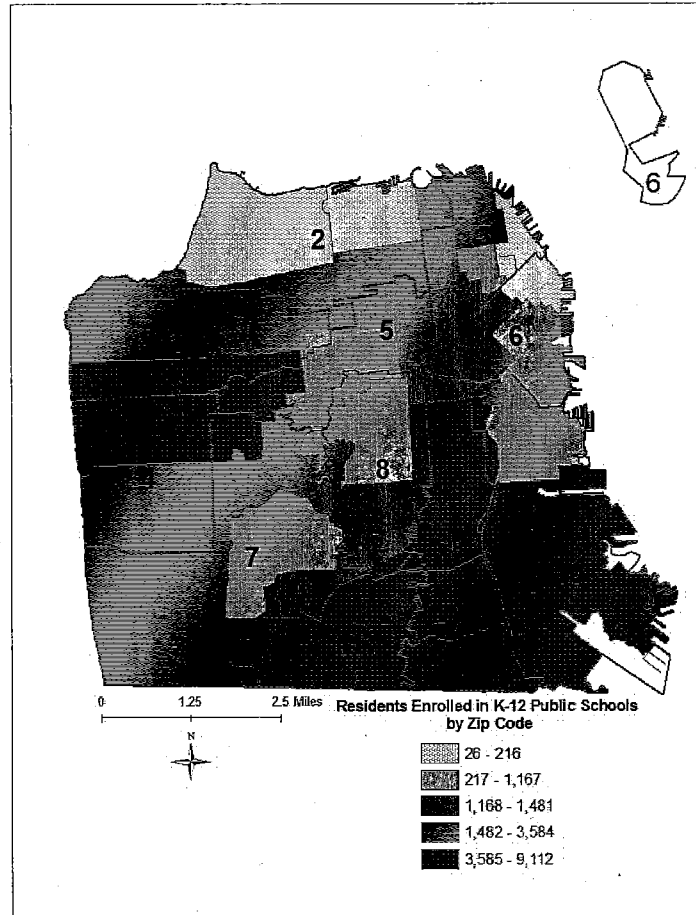 6
2
5
6
8
7
0 1.25 2.5 Miles
N
Residents Enrolled in K-12 Public Schools
by Zip Code
26 - 216
217 - 1,167
1,168 - 1,481
1,482 - 3,584
3,585 - 9,112